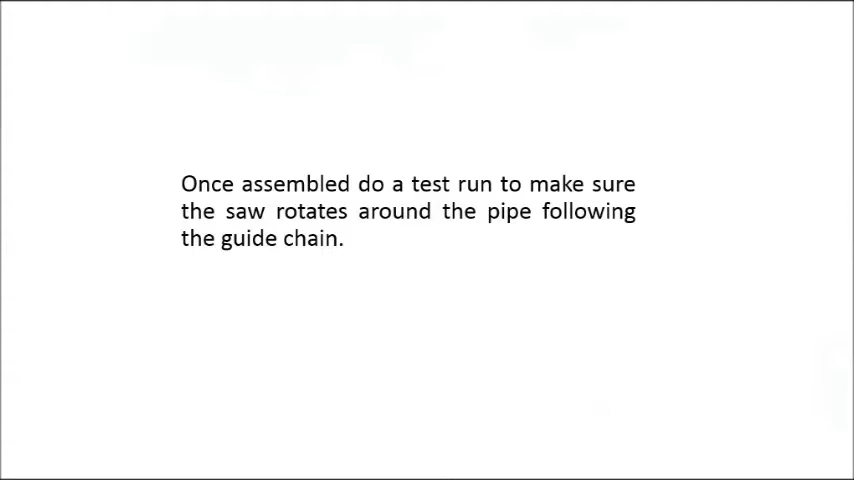 Once assembled do a test run to make sure
the saw rotates around the pipe following
the guide chain.